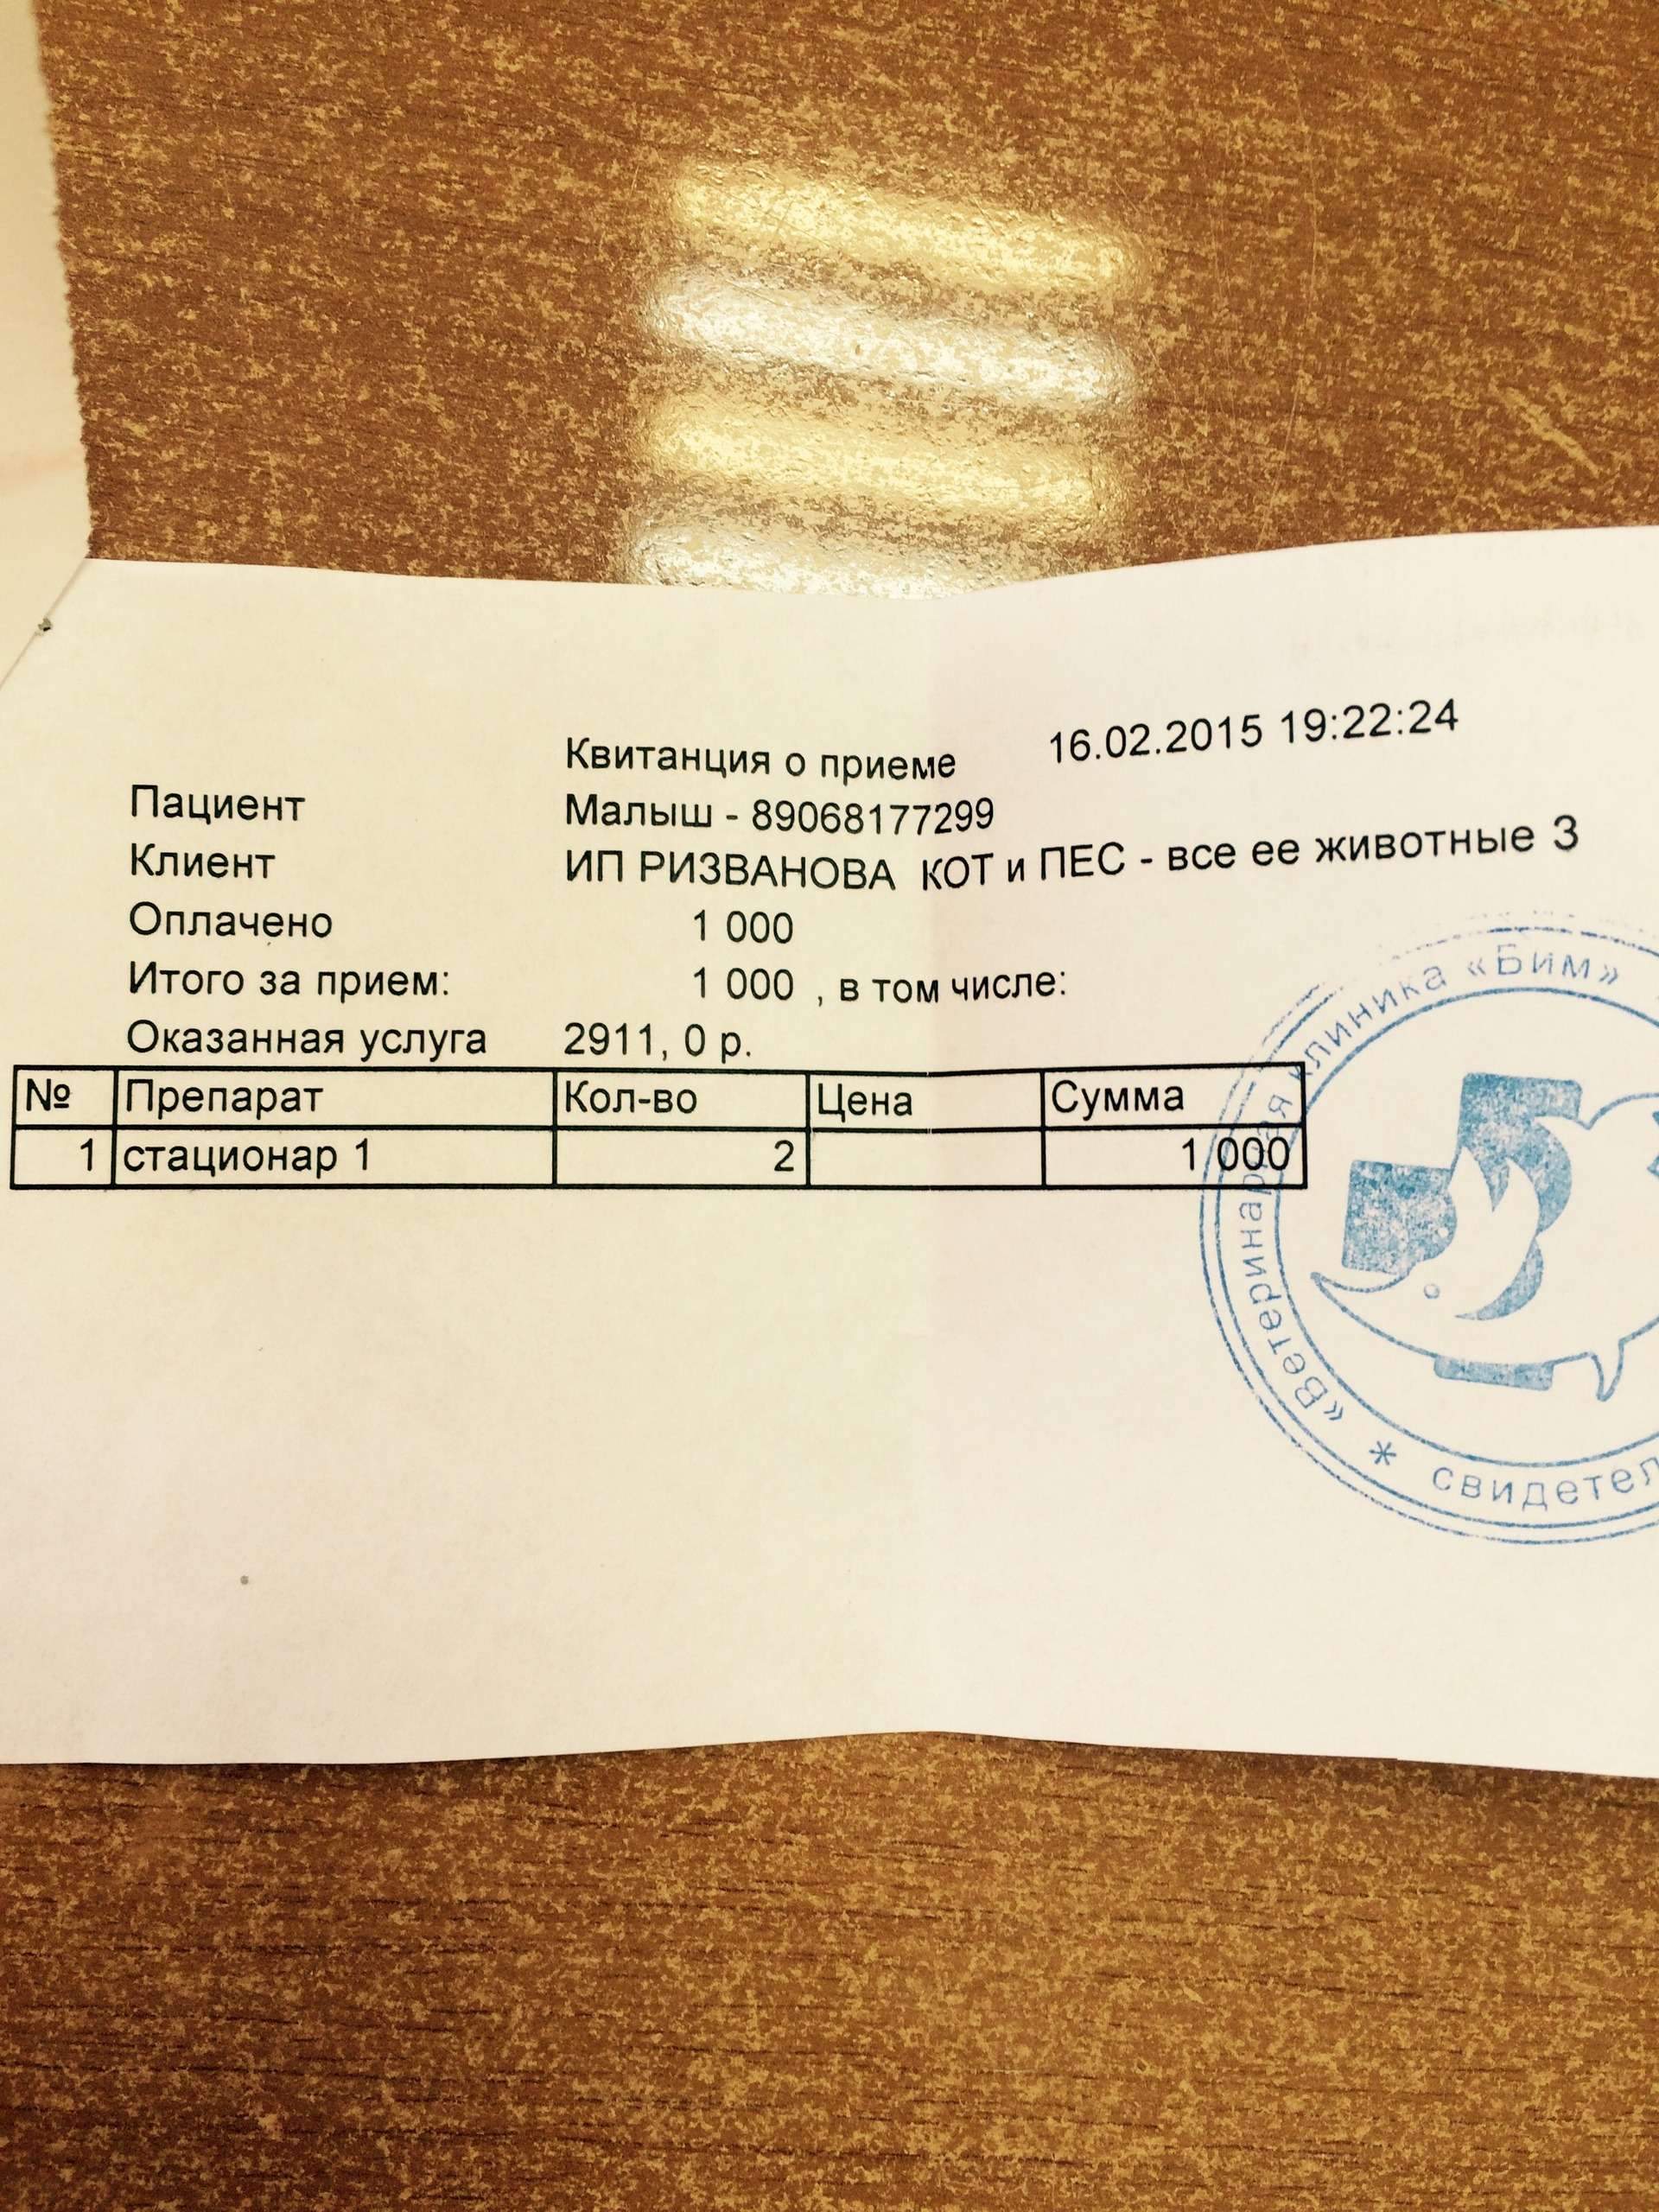 Квитанция о приеме 16.02.2015 19:22:24
Пациент Малыш - 89068177299
Клиент ИП РИЗВАНОВА КОТ и ПЕС - все ее животные 3
Оплачено 1 000
Итого за прием: 1 000 , в том числе:
Оказанная услуга 2911, 0 р.
№ Препарат Кол-во Цена Сумма
1 стационар 1 2 1 000
«Ветеринарная клиника «Бим»
* свидетел